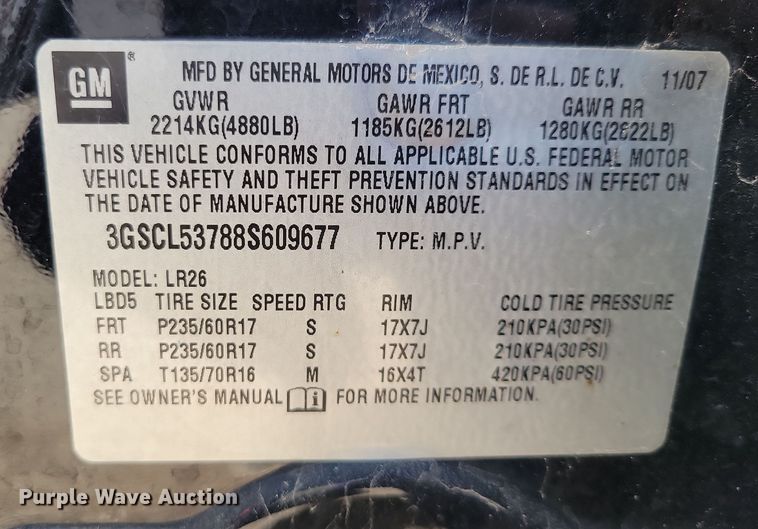 GM ® MFD BY GENERAL MOTORS DE MEXICO, S. DE R.L. DE C.V. 11/07
GVWR GAWR FRT GAWR RR
2214KG(4880LB) 1185KG(2612LB) 1280KG(2822LB)
THIS VEHICLE CONFORMS TO ALL APPLICABLE U.S. FEDERAL MOTOR
VEHICLE SAFETY AND THEFT PREVENTION STANDARDS IN EFFECT ON
THE DATE OF MANUFACTURE SHOWN ABOVE.
3GSCL53788S609677 TYPE: M.P.V.
MODEL: LR26
LBD5 TIRE SIZE SPEED RTG RIM COLD TIRE PRESSURE
FRT P235/60R17 S 17X7J 210KPA(30PSI)
RR P235/60R17 S 17X7J 210KPA(30PSI)
SPA T135/70R16 M 16X4T 420KPA(60PSI)
SEE OWNER'S MANUAL i FOR MORE INFORMATION.
Purple Wave Auction